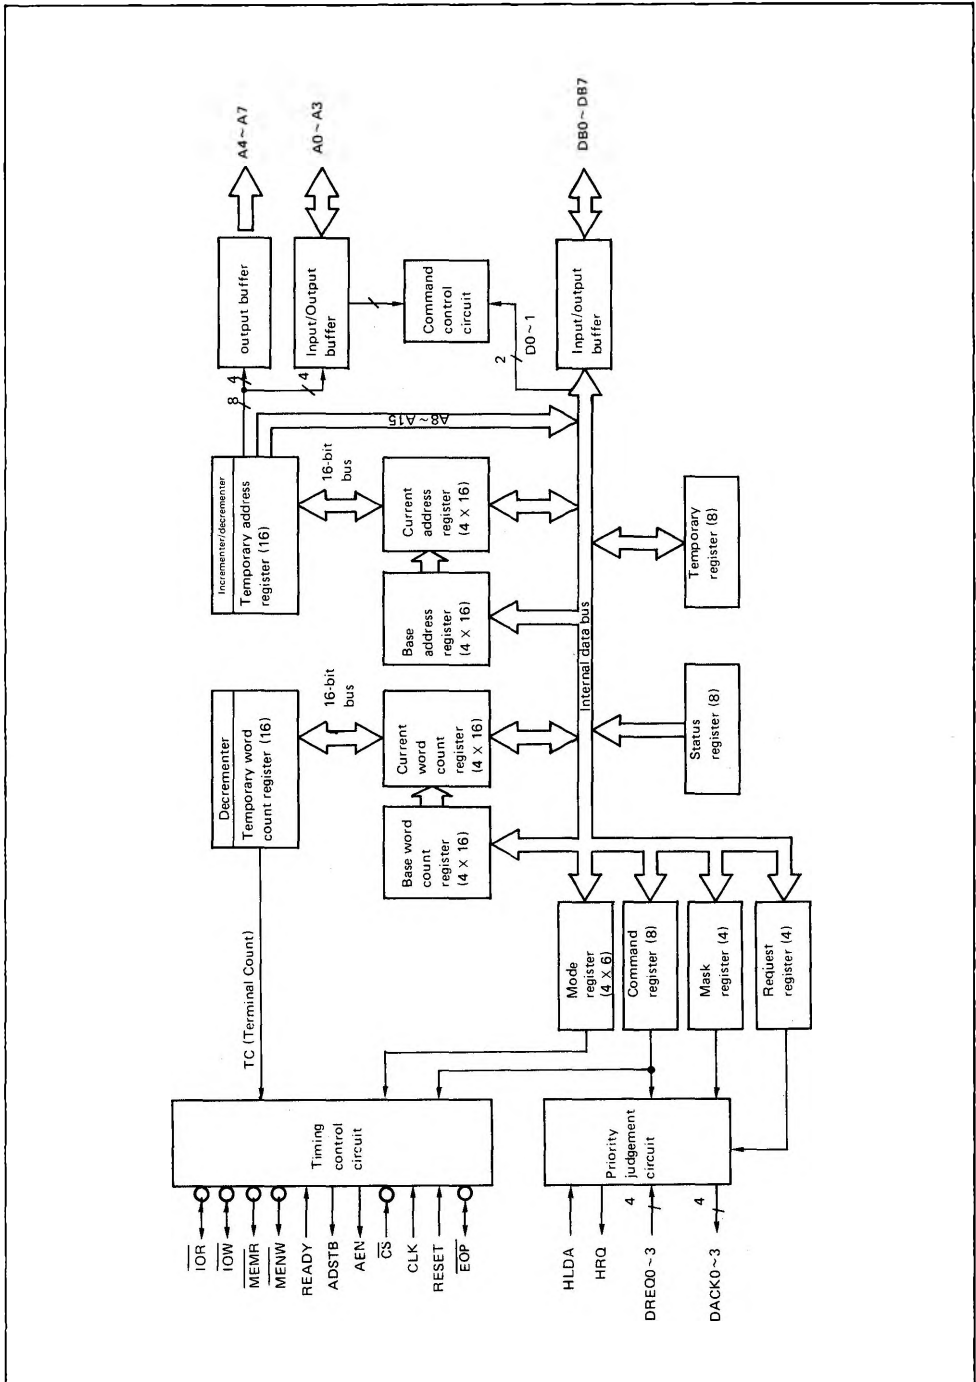 IOR
IOW
MEMR
MENW
READY
ADSTB
AEN
CS
CLK
RESET
EOP
Timing
control
circuit
TC (Terminal Count)
Decrementer
Temporary word
count register (16)
Incrementer/decrementer
Temporary address
register (16)
8
4
output buffer
A4~A7
4
Input/Output
buffer
A0~A3
16-bit
bus
16-bit
bus
A8~A15
Base word
count
register
(4 X 16)
Current
word
count
register
(4 X 16)
Base
address
register
(4 X 16)
Current
address
register
(4 X 16)
Command
control
circuit
2
D0~1
Internal data bus
Input/output
buffer
DB0~DB7
HLDA
HRQ
4
DREQ0~3
4
DACK0~3
Priority
judgement
circuit
Mode
register
(4 X 6)
Command
register (8)
Mask
register (4)
Request
register (4)
Status
register (8)
Temporary
register (8)